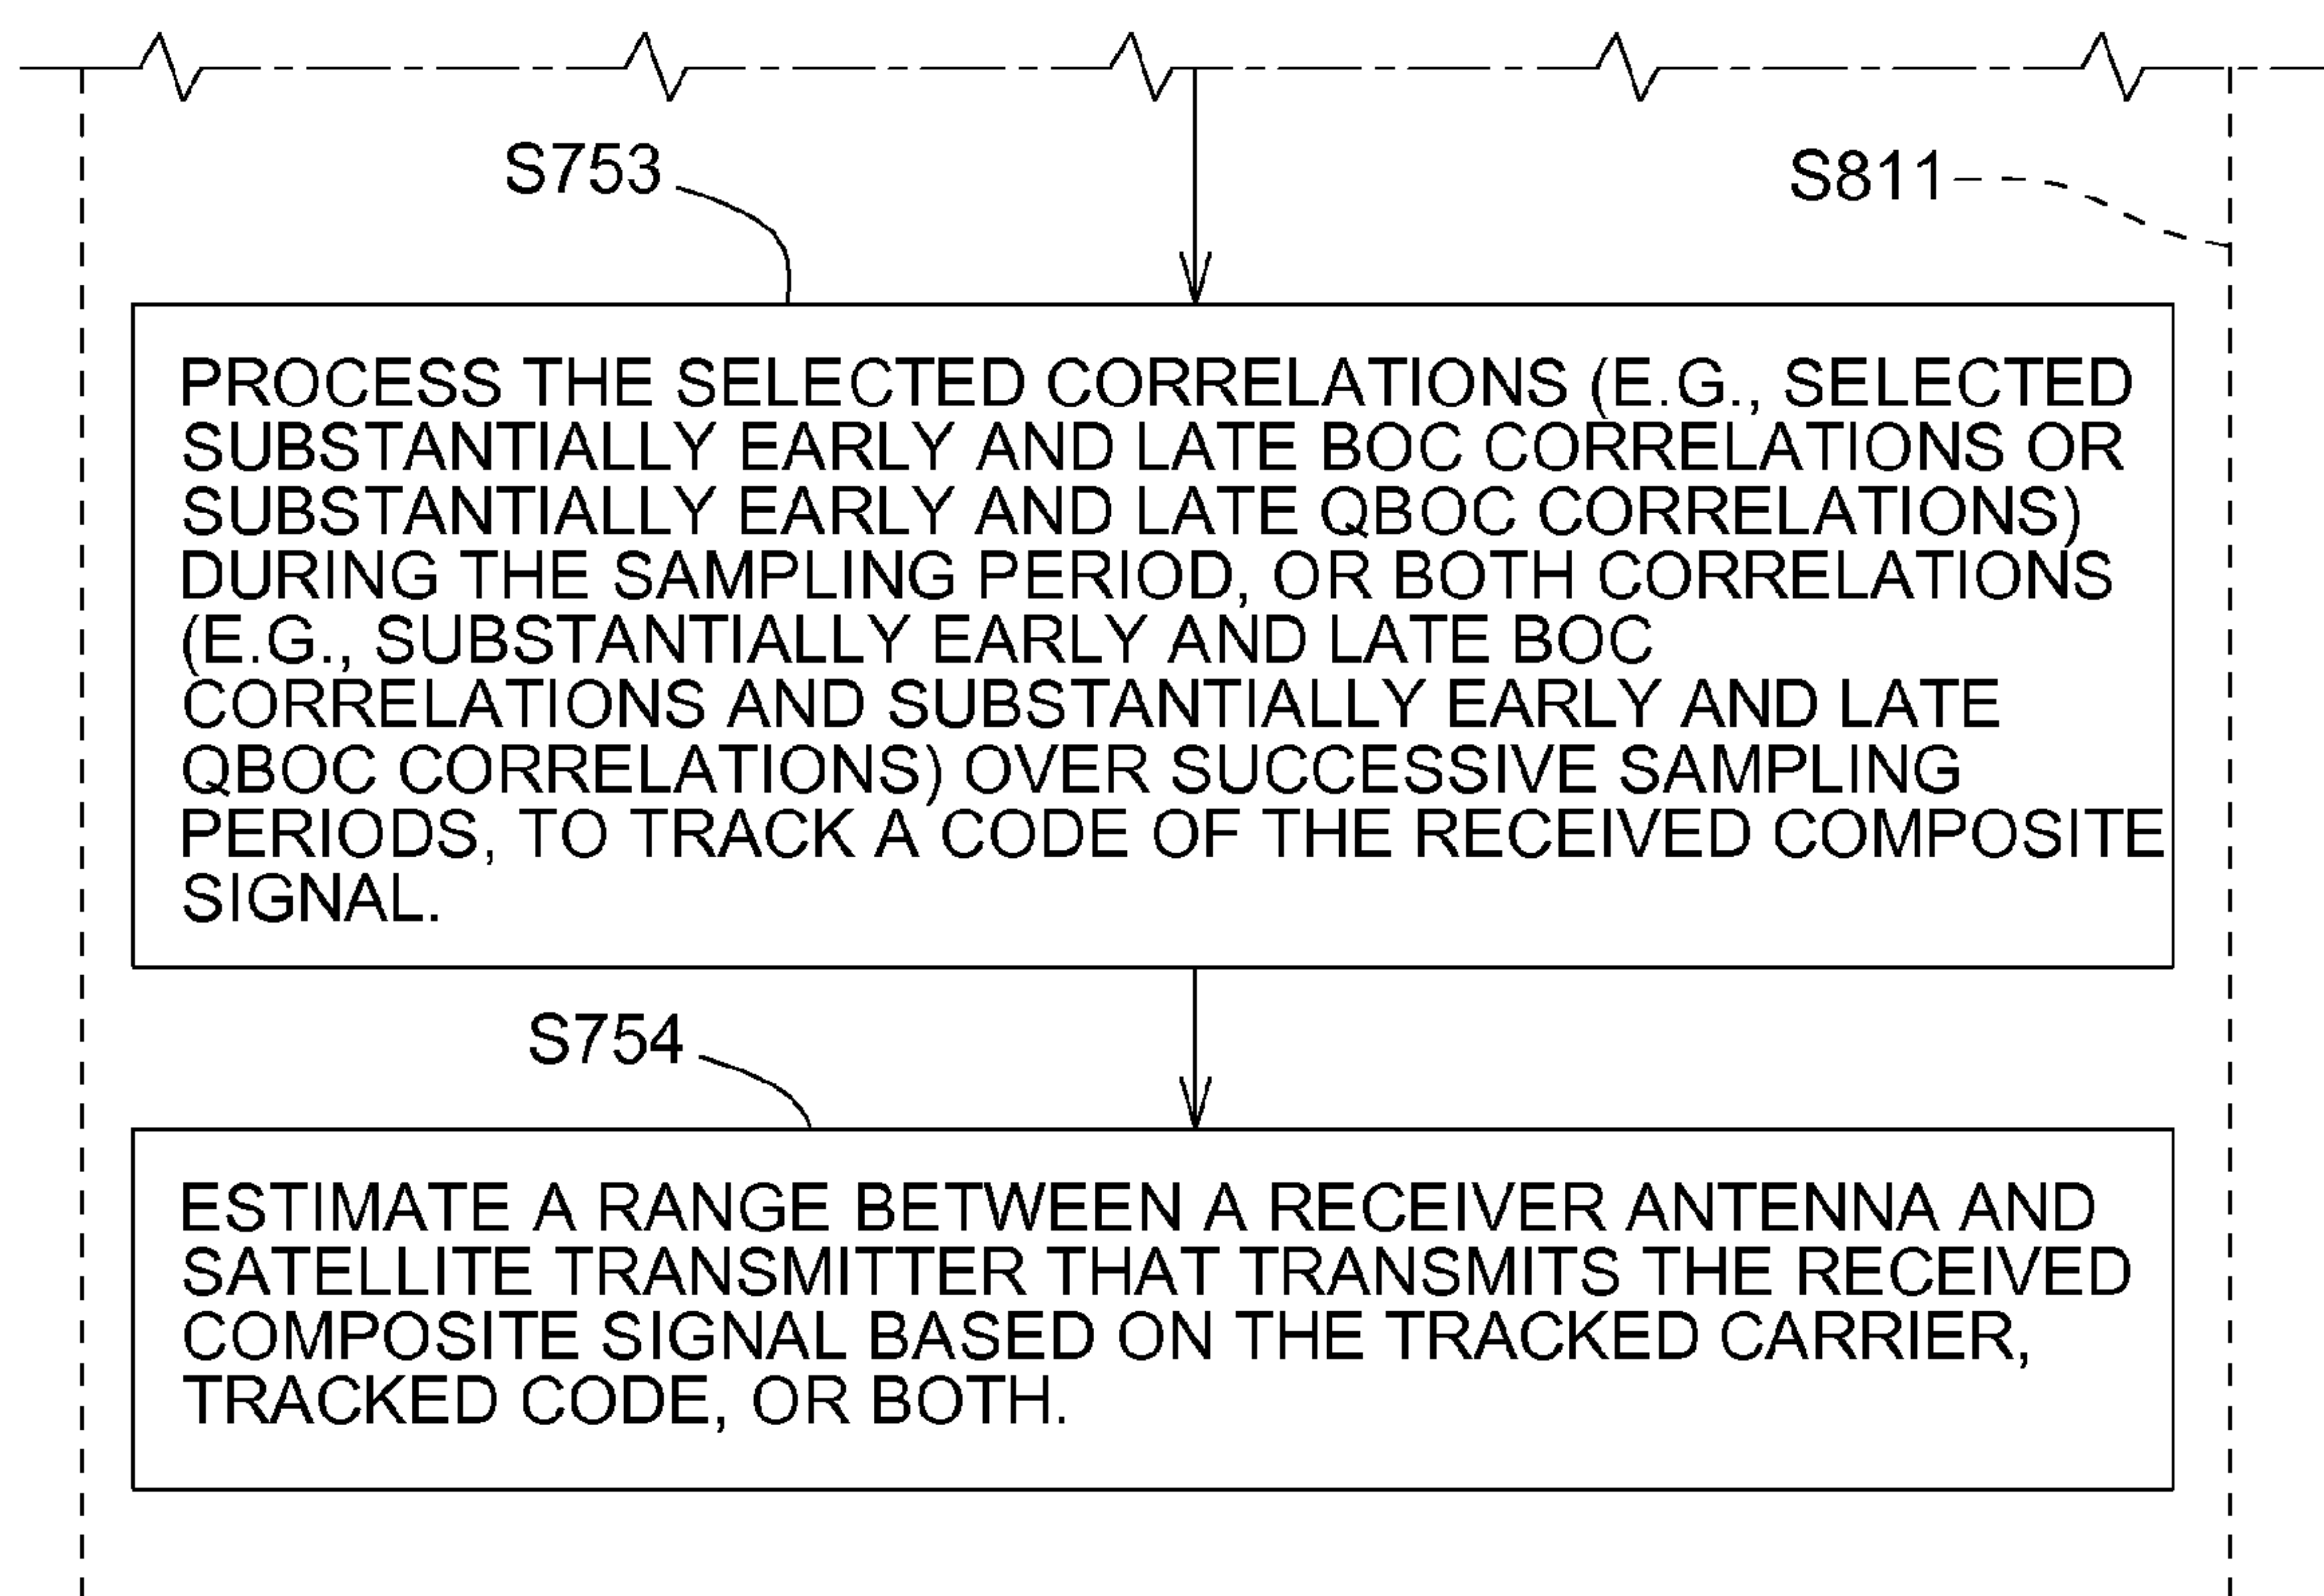 S753
S811
PROCESS THE SELECTED CORRELATIONS (E.G., SELECTED
SUBSTANTIALLY EARLY AND LATE BOC CORRELATIONS OR
SUBSTANTIALLY EARLY AND LATE QBOC CORRELATIONS)
DURING THE SAMPLING PERIOD, OR BOTH CORRELATIONS
(E.G., SUBSTANTIALLY EARLY AND LATE BOC
CORRELATIONS AND SUBSTANTIALLY EARLY AND LATE
QBOC CORRELATIONS) OVER SUCCESSIVE SAMPLING
PERIODS, TO TRACK A CODE OF THE RECEIVED COMPOSITE
SIGNAL.
S754
ESTIMATE A RANGE BETWEEN A RECEIVER ANTENNA AND
SATELLITE TRANSMITTER THAT TRANSMITS THE RECEIVED
COMPOSITE SIGNAL BASED ON THE TRACKED CARRIER,
TRACKED CODE, OR BOTH.